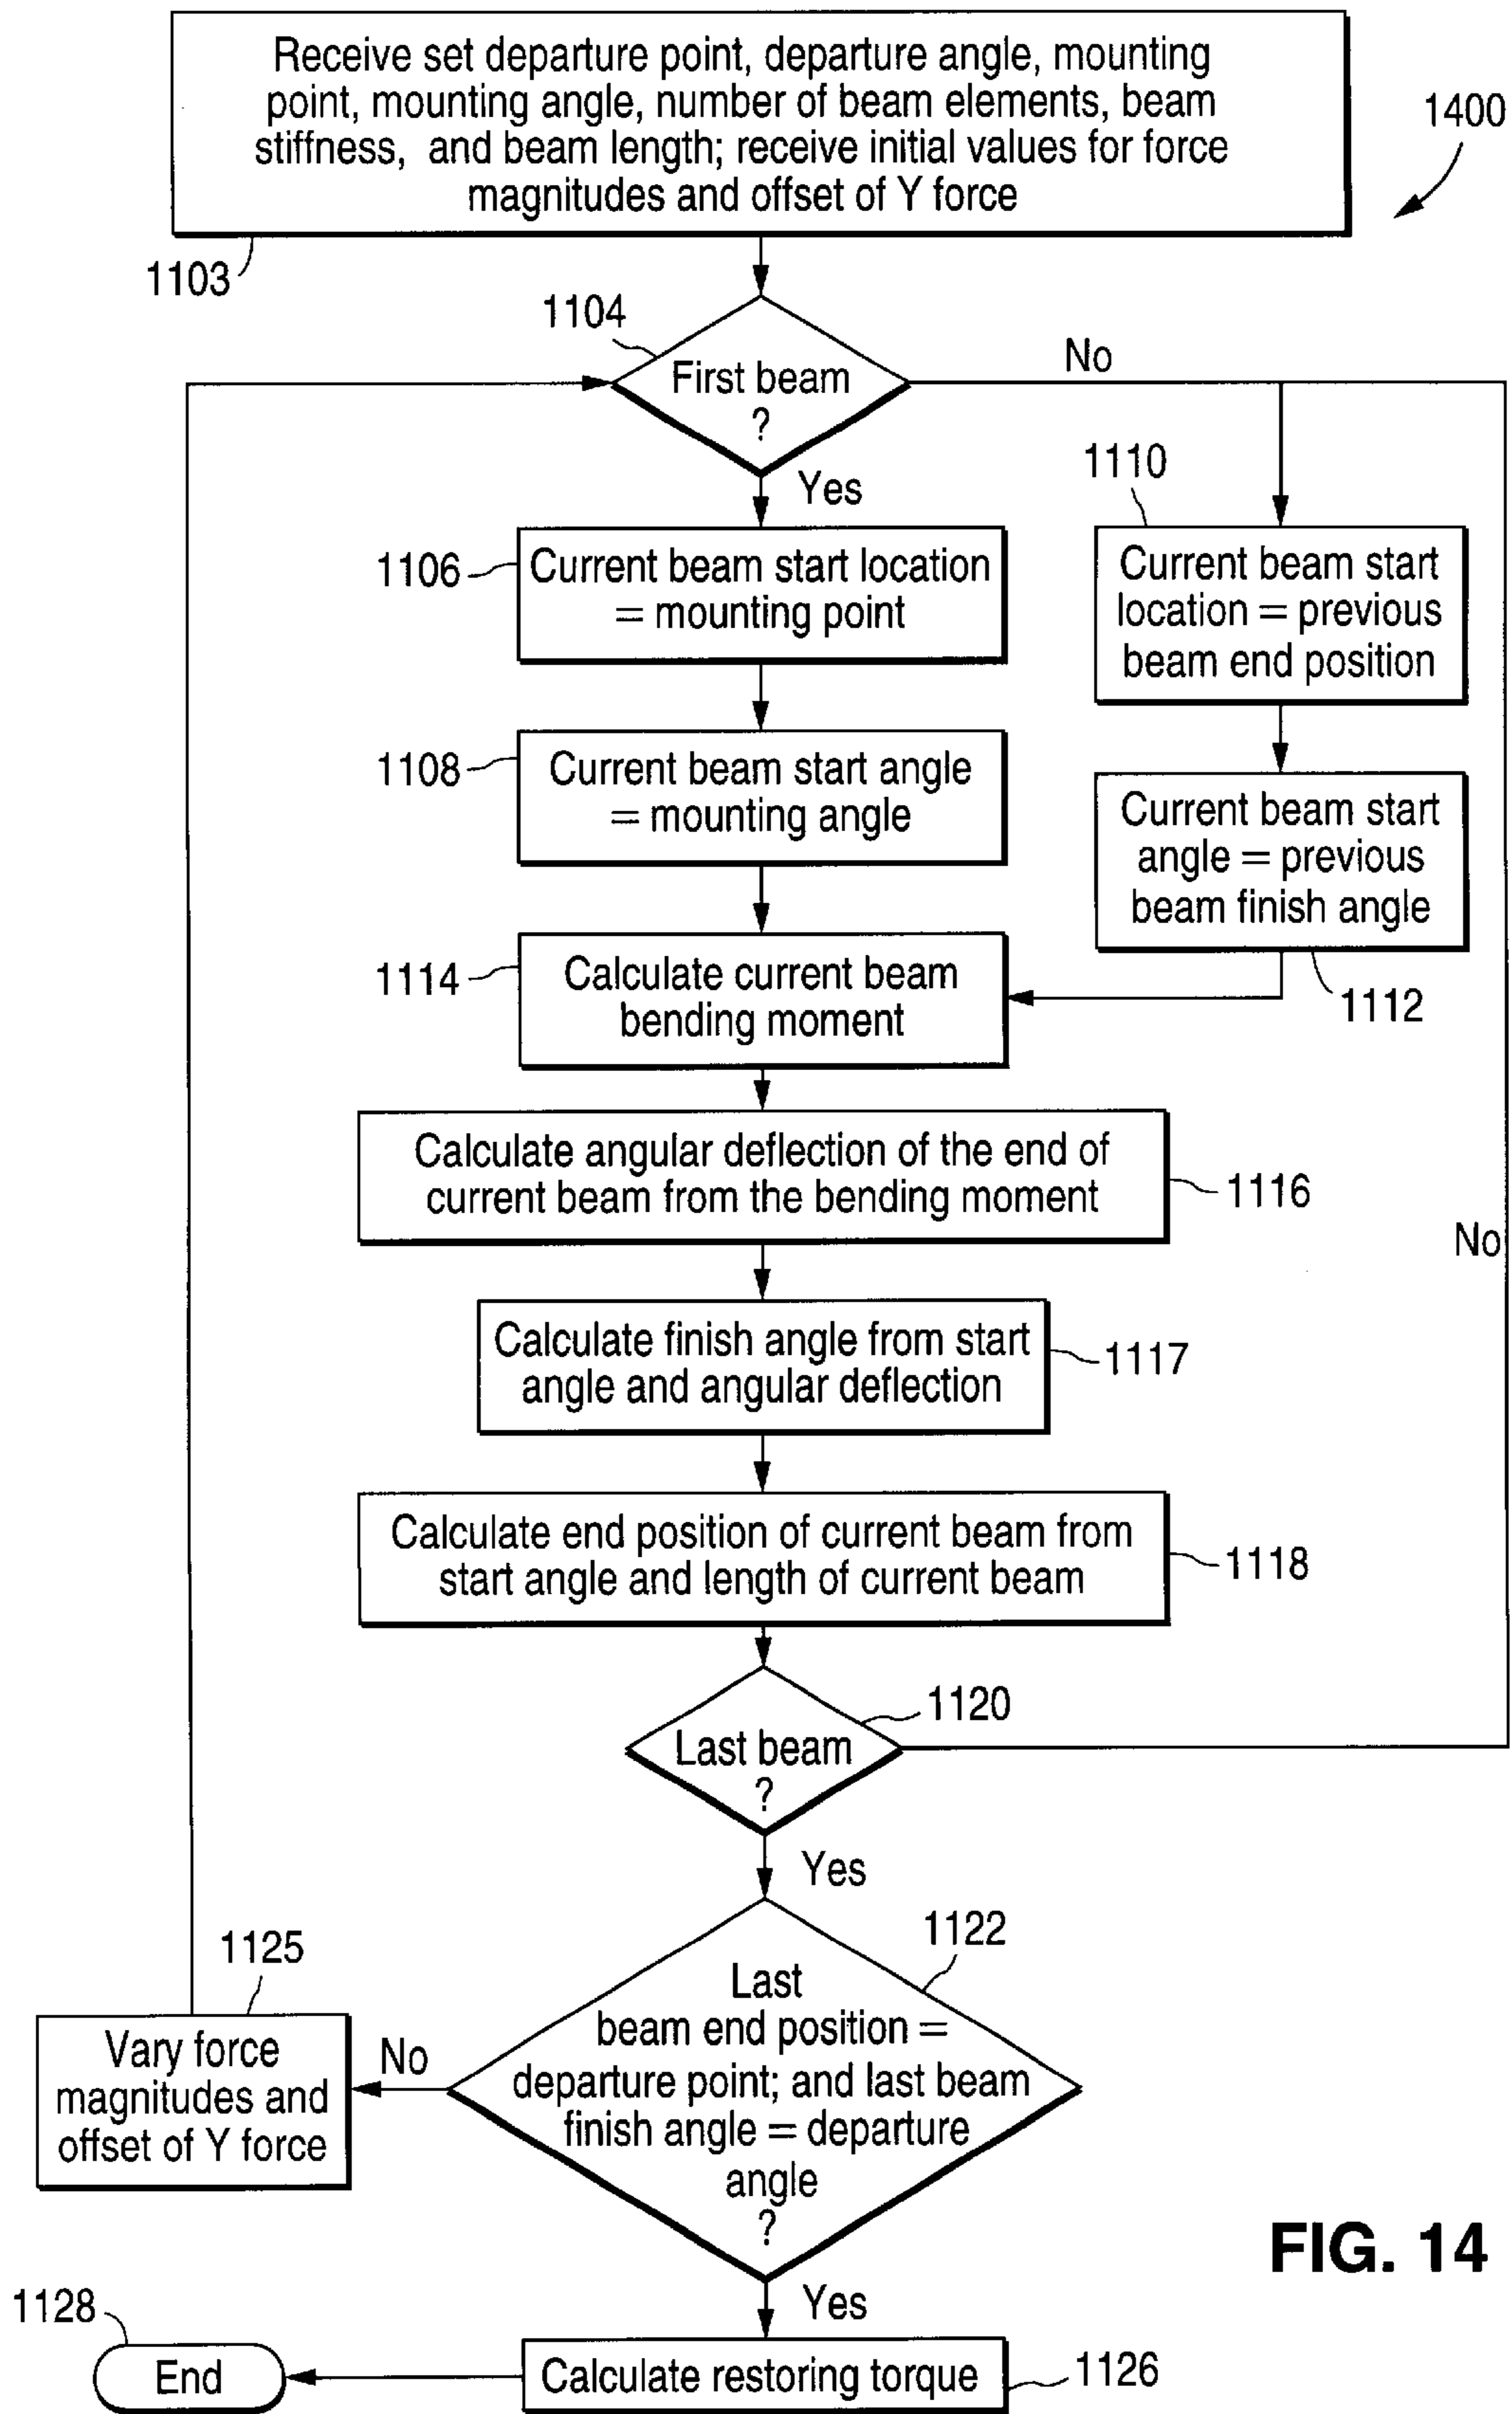 Receive set departure point, departure angle, mounting
point, mounting angle, number of beam elements, beam
stiffness, and beam length; receive initial values for force
magnitudes and offset of Y force
1400
1103
1104
First beam
?
No
Yes
1106
Current beam start location
= mounting point
1110
Current beam start
location = previous
beam end position
1108
Current beam start angle
= mounting angle
Current beam start
angle = previous
beam finish angle
1112
1114
Calculate current beam
bending moment
Calculate angular deflection of the end of
current beam from the bending moment
1116
No
Calculate finish angle from start
angle and angular deflection
1117
Calculate end position of current beam from
start angle and length of current beam
1118
1120
Last beam
?
Yes
1122
Last
beam end position =
departure point; and last beam
finish angle = departure
angle
?
No
1125
Vary force
magnitudes and
offset of Y force
Yes
FIG. 14
1128
End
Calculate restoring torque
1126